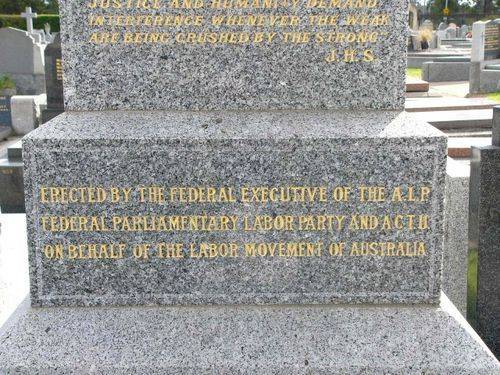 JUSTICE AND HUMANITY DEMAND
INTERFERENCE WHENEVER THE WEAK
ARE BEING CRUSHED BY THE STRONG"
J.H.S.
ERECTED BY THE FEDERAL EXECUTIVE OF THE A.L.P.
FEDERAL PARLIAMENTARY LABOR PARTY AND A.C.T.U.
ON BEHALF OF THE LABOR MOVEMENT OF AUSTRALIA